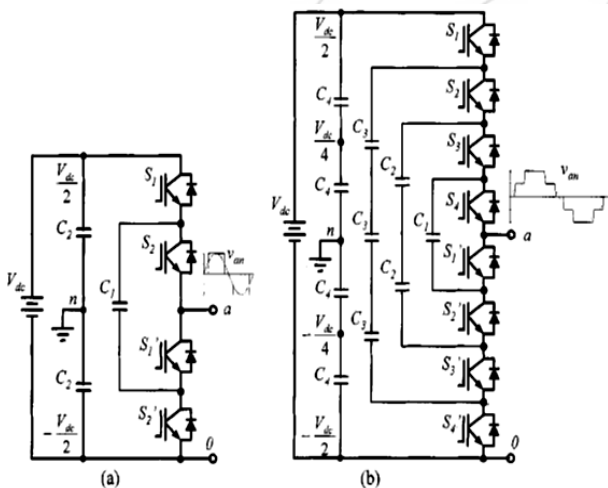 V_dc/2
S_1
C_2
S_2
v_an
V_dc
n
C_1
a
S_1'
C_2
S_2'
-V_dc/2
0
(a)
V_dc/2
S_1
C_4
S_2
C_3
V_dc/4
S_3
C_2
C_4
S_4
v_an
V_dc
C_1
n
C_3
a
S_1'
C_4
C_2
S_2'
-V_dc/4
C_3
S_3'
C_4
S_4'
-V_dc/2
0
(b)